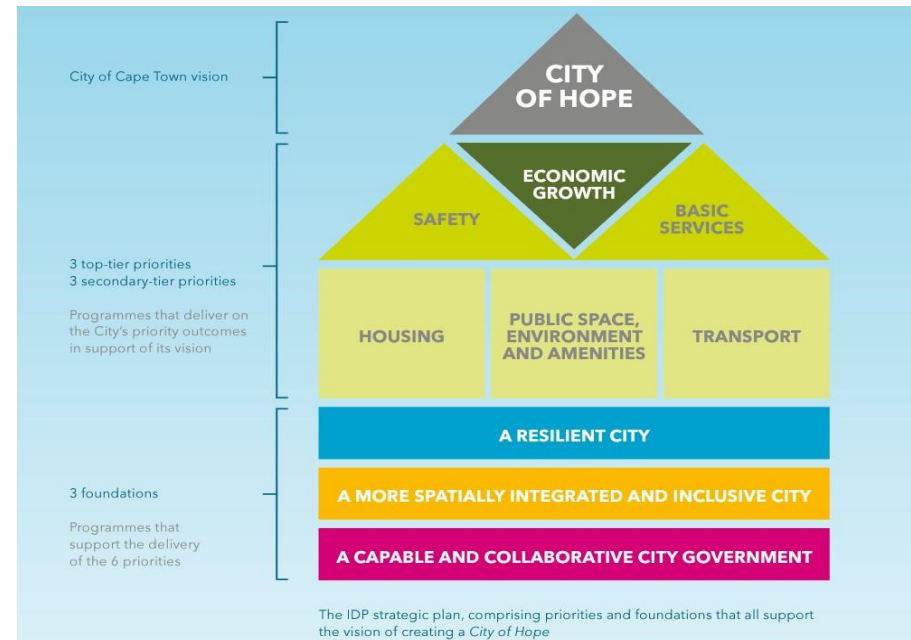 City of Cape Town vision
CITY
OF HOPE
ECONOMIC
GROWTH
SAFETY
BASIC
SERVICES
3 top-tier priorities
3 secondary-tier priorities
Programmes that deliver on
the City's priority outcomes
in support of its vision
HOUSING
PUBLIC SPACE,
ENVIRONMENT
AND AMENITIES
TRANSPORT
A RESILIENT CITY
3 foundations
A MORE SPATIALLY INTEGRATED AND INCLUSIVE CITY
Programmes that
support the delivery
of the 6 priorities
A CAPABLE AND COLLABORATIVE CITY GOVERNMENT
The IDP strategic plan, comprising priorities and foundations that all support
the vision of creating a City of Hope